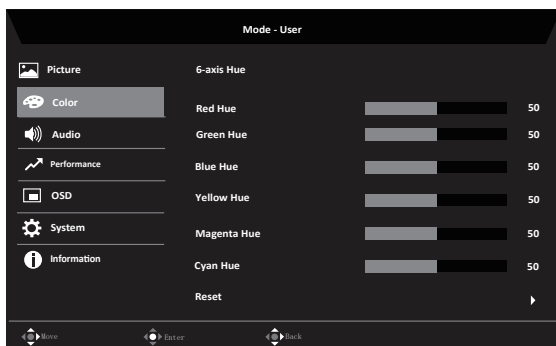 Mode - User
Picture
6-axis Hue
Color
Red Hue 50
Audio
Green Hue 50
Performance
Blue Hue 50
OSD
Yellow Hue 50
System
Magenta Hue 50
Information
Cyan Hue 50
Reset
Move Enter Back